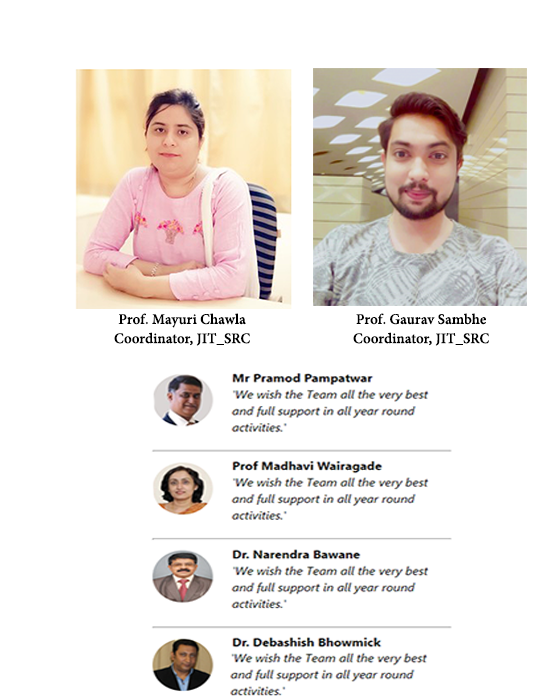 Prof. Mayuri Chawla
Coordinator, JIT_SRC
Prof. Gaurav Sambhe
Coordinator, JIT_SRC
Mr Pramod Pampatwar
'We wish the Team all the very best
and full support in all year round
activities.'
Prof Madhavi Wairagade
'We wish the Team all the very best
and full support in all year round
activities.'
Dr. Narendra Bawane
'We wish the Team all the very best
and full support in all year round
activities.'
Dr. Debashish Bhowmick
'We wish the Team all the very best
and full support in all year round
activities.'